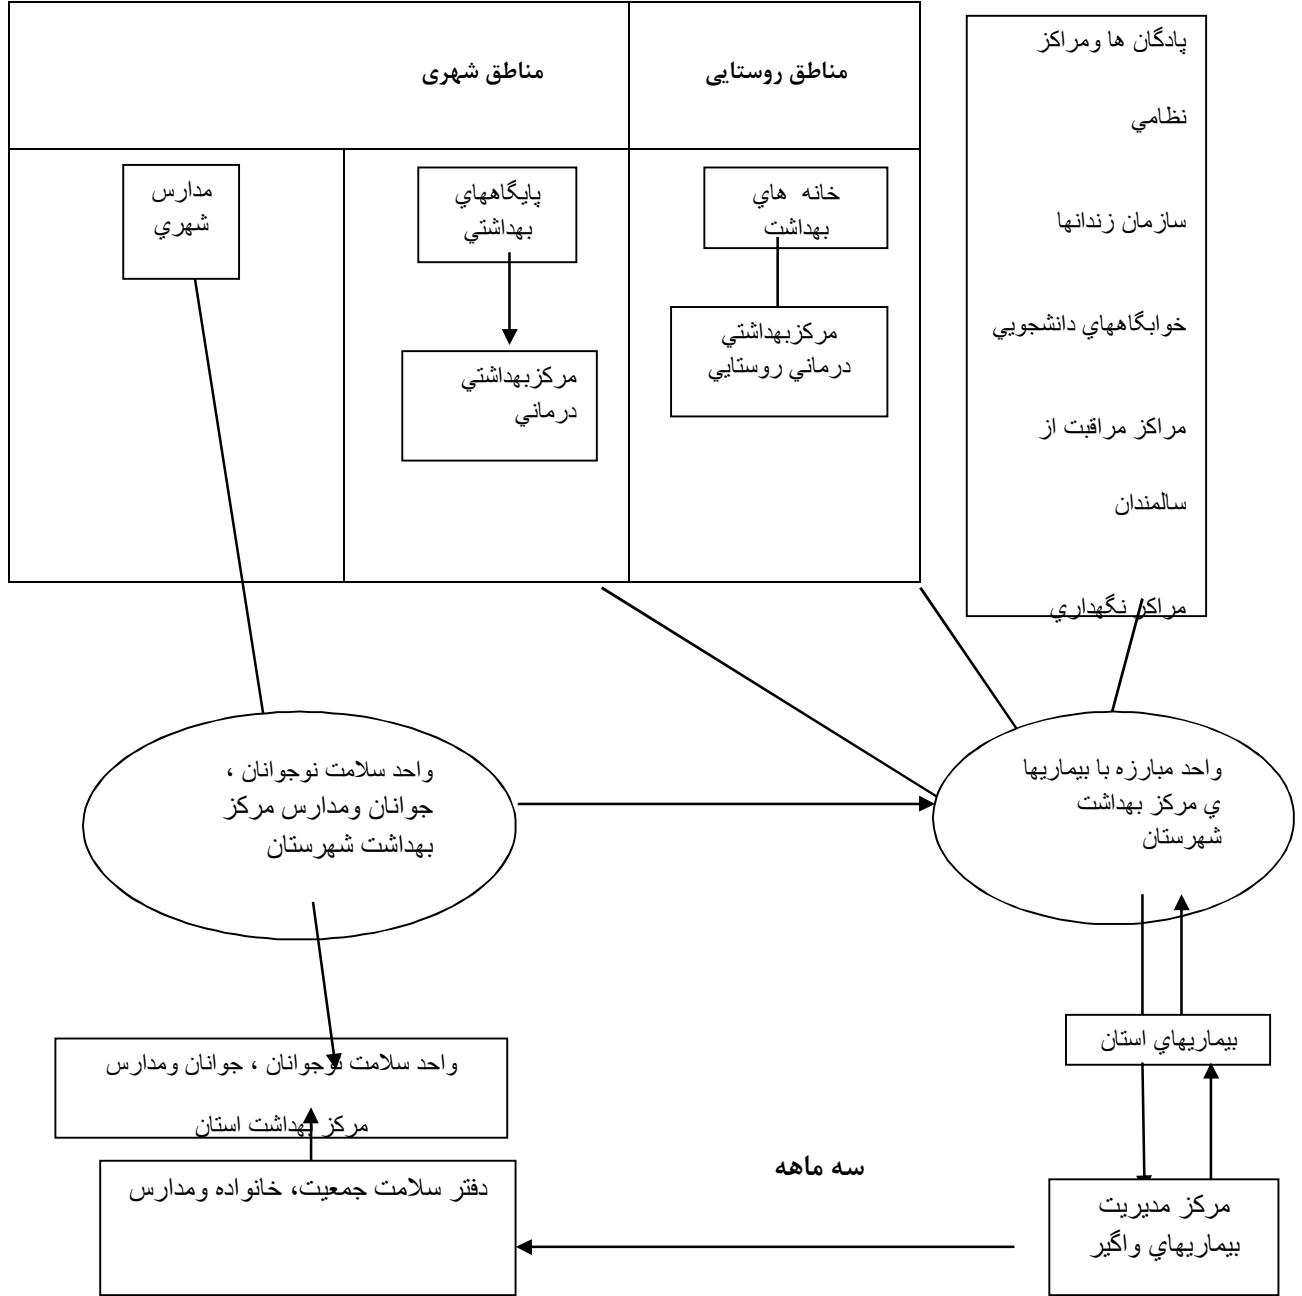 پادگان ها ومراكز
نظامي
سازمان زندانها
خوابگاههاي دانشجويي
مراكز مراقبت از
سالمندان
مراكز نگهداري
مناطق روستایی
مناطق شهری
خانه هاي
بهداشت
مركزبهداشتي
درماني روستايي
پايگاههاي
بهداشتي
مركزبهداشتي
درماني
مدارس
شهري
واحد مبارزه با بيماريها
ي مركز بهداشت
شهرستان
واحد سلامت نوجوانان ،
جوانان ومدارس مركز
بهداشت شهرستان
بيماريهاي استان
واحد سلامت نوجوانان ، جوانان ومدارس
مركز بهداشت استان
سه ماهه
مركز مديريت
بيماريهاي واگير
دفتر سلامت جمعيت، خانواده ومدارس